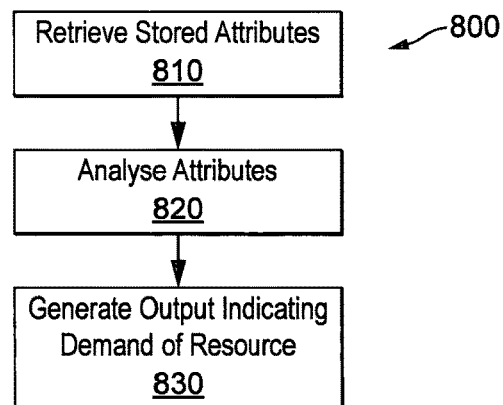 Retrieve Stored Attributes
810
800
Analyse Attributes
820
Generate Output Indicating
Demand of Resource
830